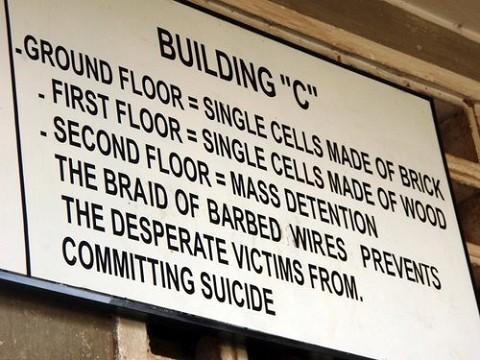 BUILDING "C"
-GROUND FLOOR = SINGLE CELLS MADE OF BRICK
- FIRST FLOOR = SINGLE CELLS MADE OF WOOD
- SECOND FLOOR = MASS DETENTION
THE BRAID OF BARBED WIRES PREVENTS
THE DESPERATE VICTIMS FROM.
COMMITTING SUICIDE